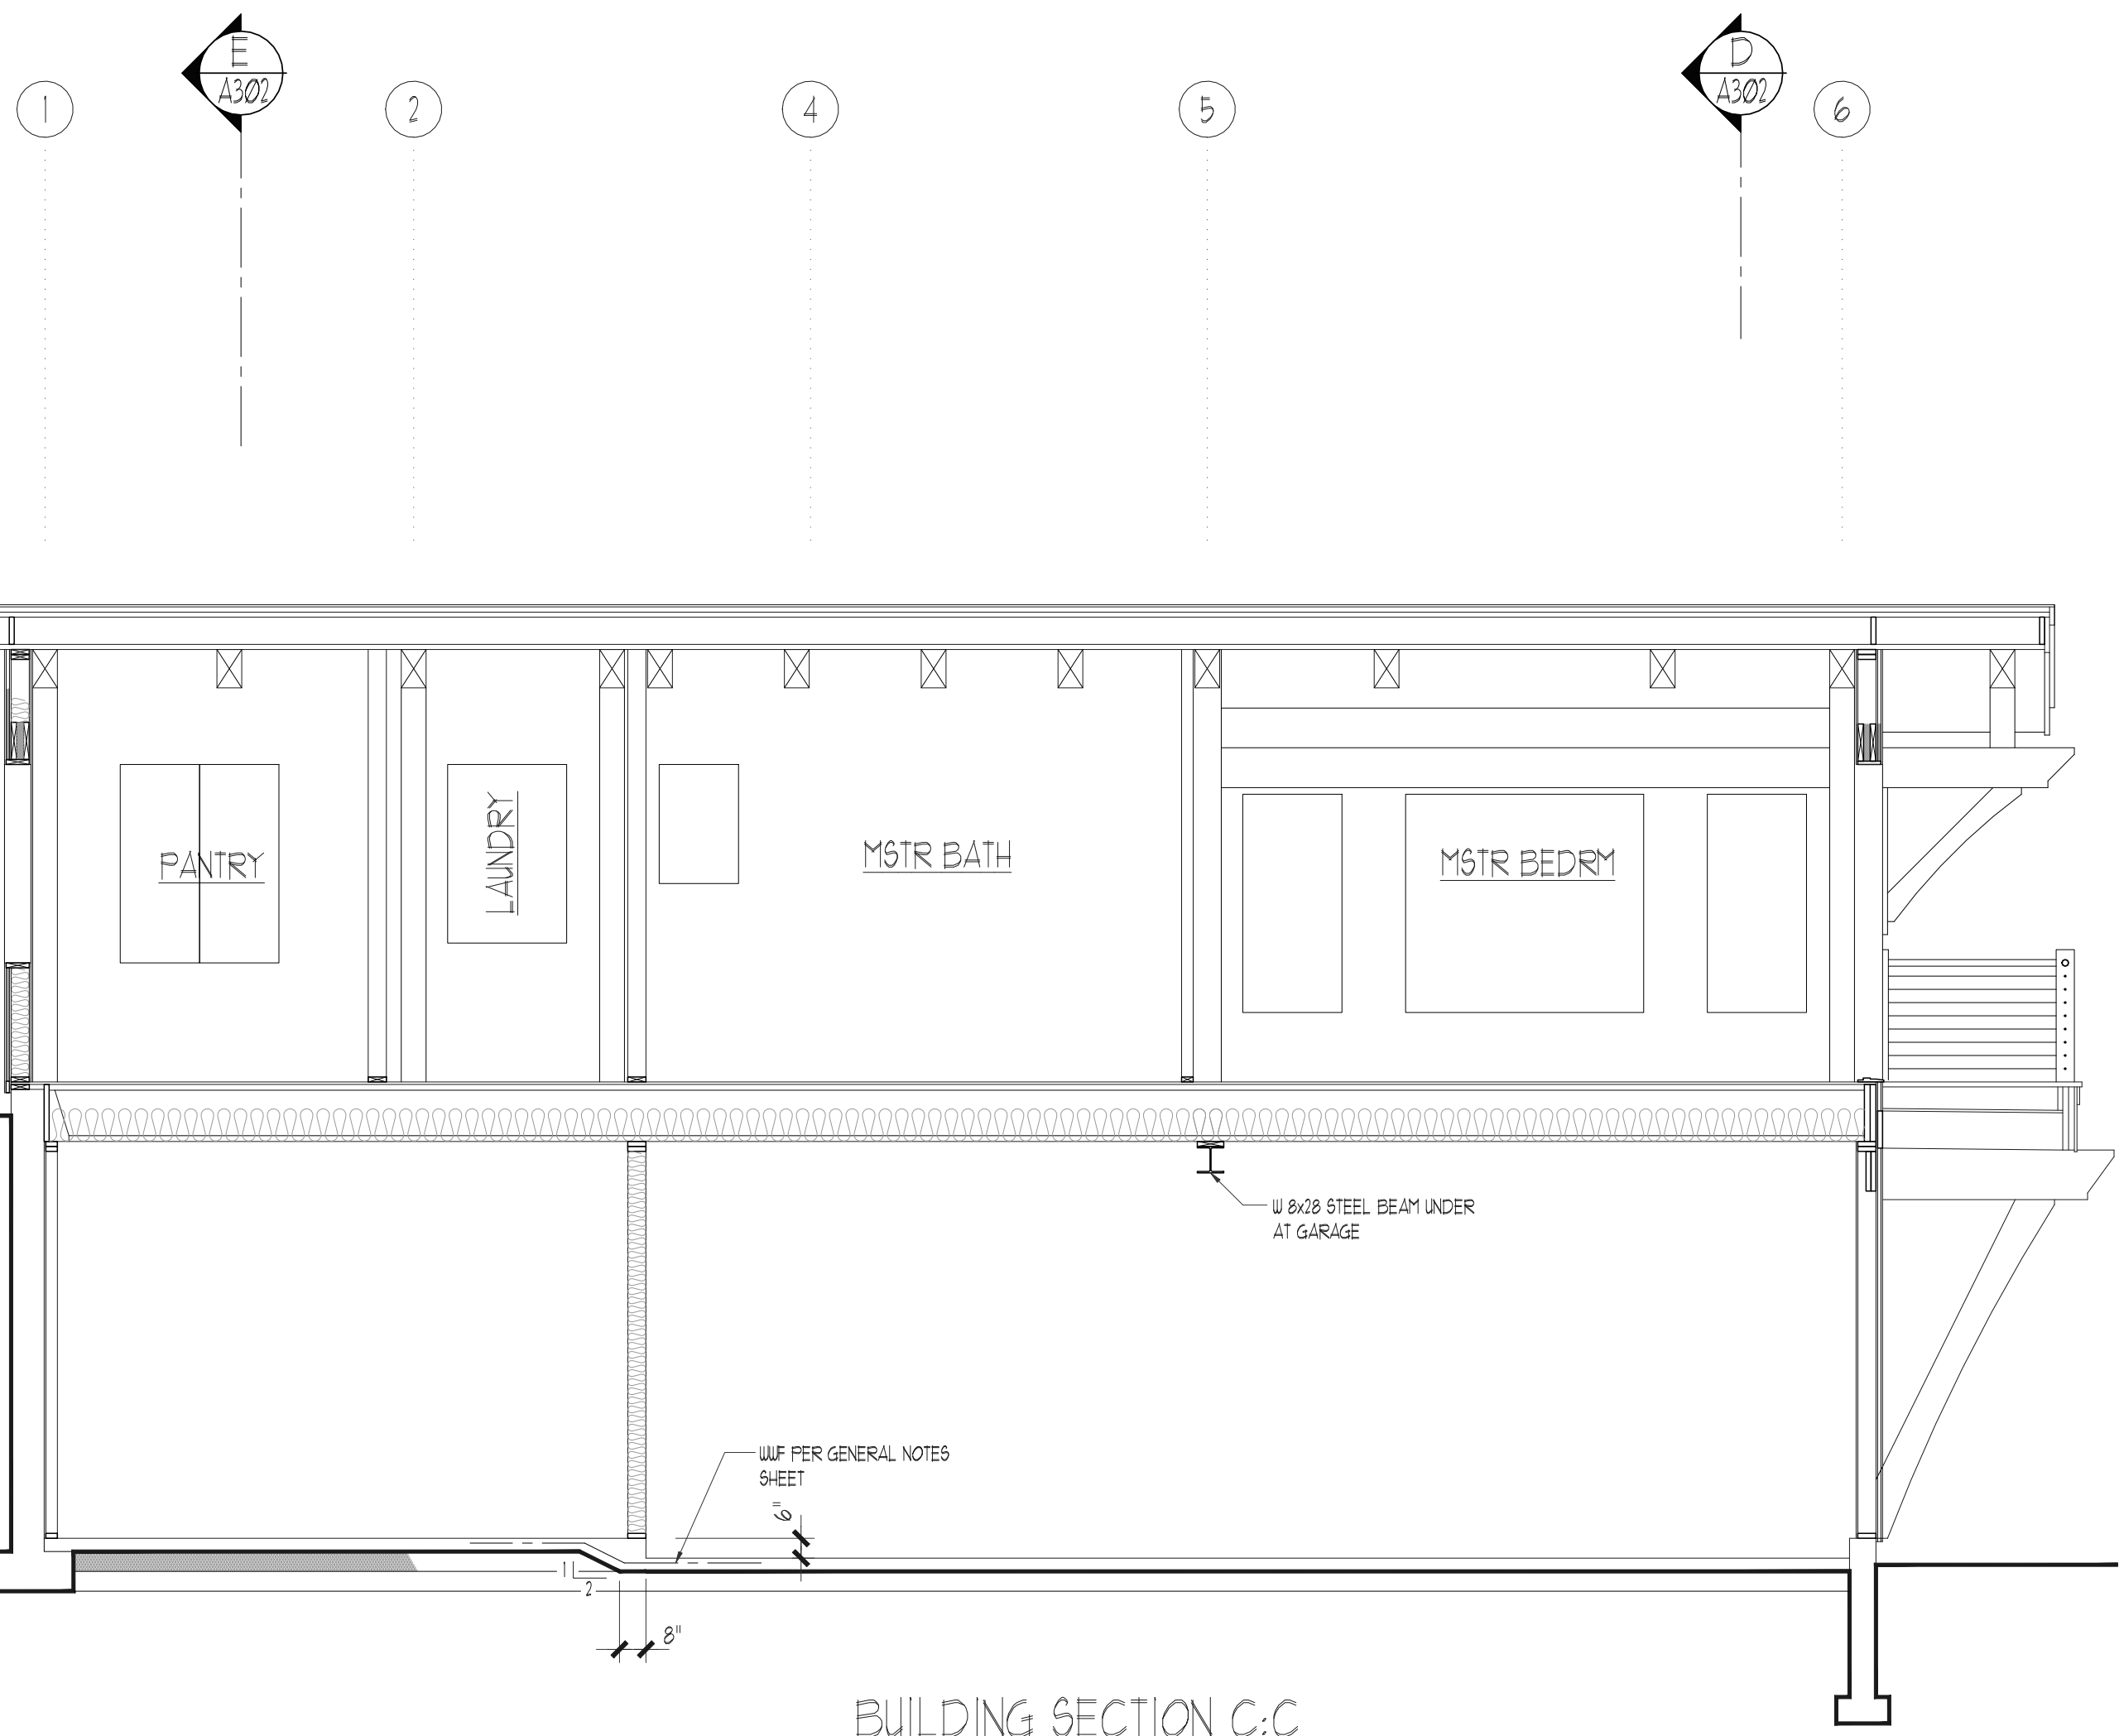 E
A302
D
A302
1
2
4
5
6
PANTRY
LAUNDRY
MSTR BATH
MSTR BEDRM
W 8x28 STEEL BEAM UNDER
AT GARAGE
WWF PER GENERAL NOTES
SHEET
6"
1
2
8"
BUILDING SECTION C:C